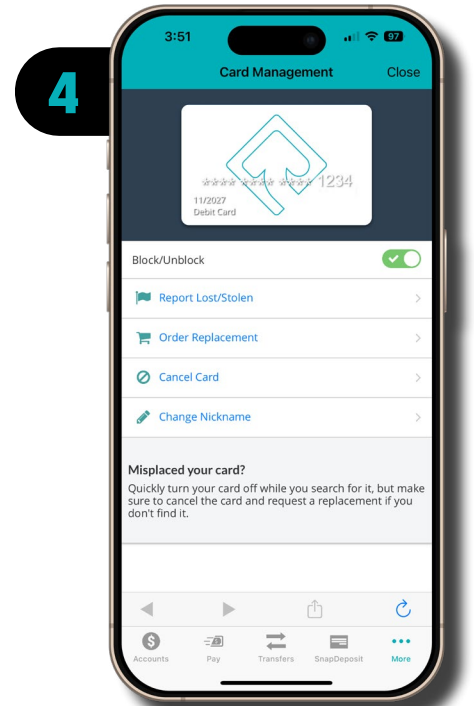 4
3:51
97
Card Management
Close
**** **** **** 1234
11/2027
Debit Card
Block/Unblock
Report Lost/Stolen
Order Replacement
Cancel Card
Change Nickname
Misplaced your card?
Quickly turn your card off while you search for it, but make
sure to cancel the card and request a replacement if you
don't find it.
Accounts
Pay
Transfers
SnapDeposit
More